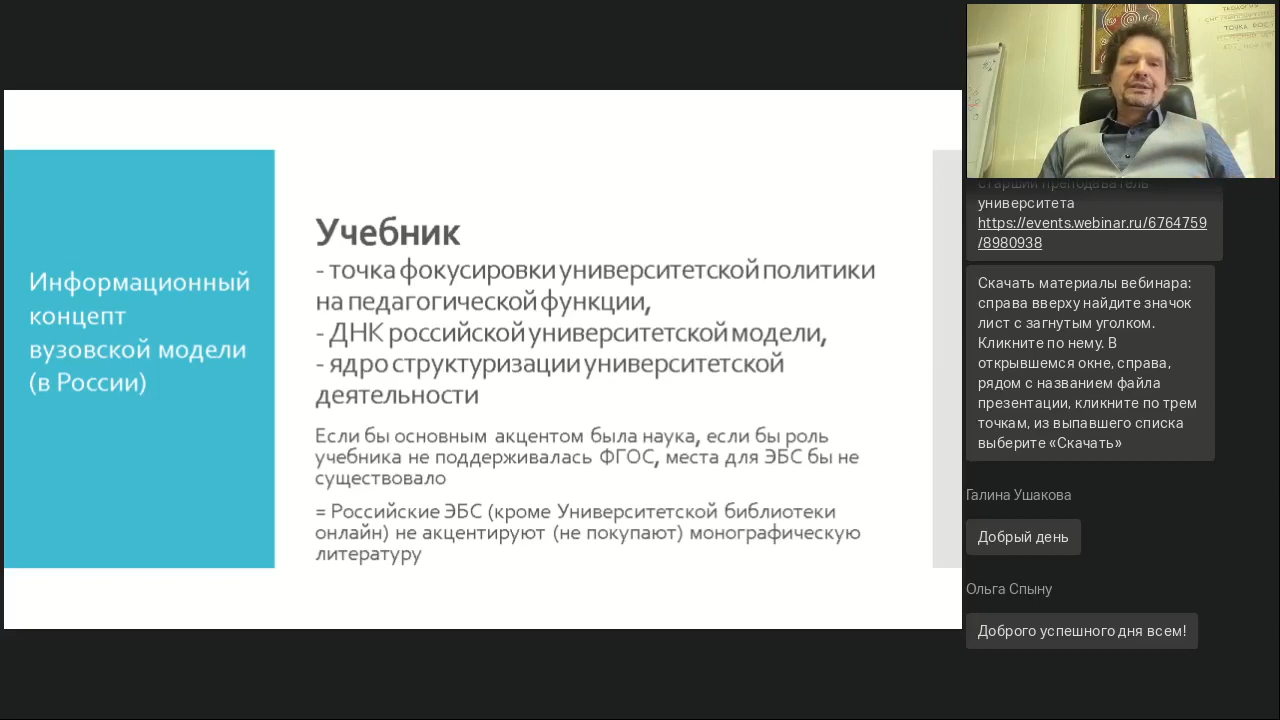 Информационный
концепт
вузовской модели
(в России)
Учебник
- точка фокусировки университетской политики
на педагогической функции,
- ДНК российской университетской модели,
- ядро структуризации университетской
деятельности
Если бы основным акцентом была наука, если бы роль
учебника не поддерживалась ФГОС, места для ЭБС бы не
существовало
= Российские ЭБС (кроме Университетской библиотеки
онлайн) не акцентируют (не покупают) монографическую
литературу
старший преподаватель
университета
https://events.webinar.ru/6764759
/8980938
Скачать материалы вебинара:
справа вверху найдите значок
лист с загнутым уголком.
Кликните по нему. В
открывшемся окне, справа,
рядом с названием файла
презентации, кликните по трем
точкам, из выпавшего списка
выберите «Скачать»
Галина Ушакова
Добрый день
Ольга Спыну
Доброго успешного дня всем!